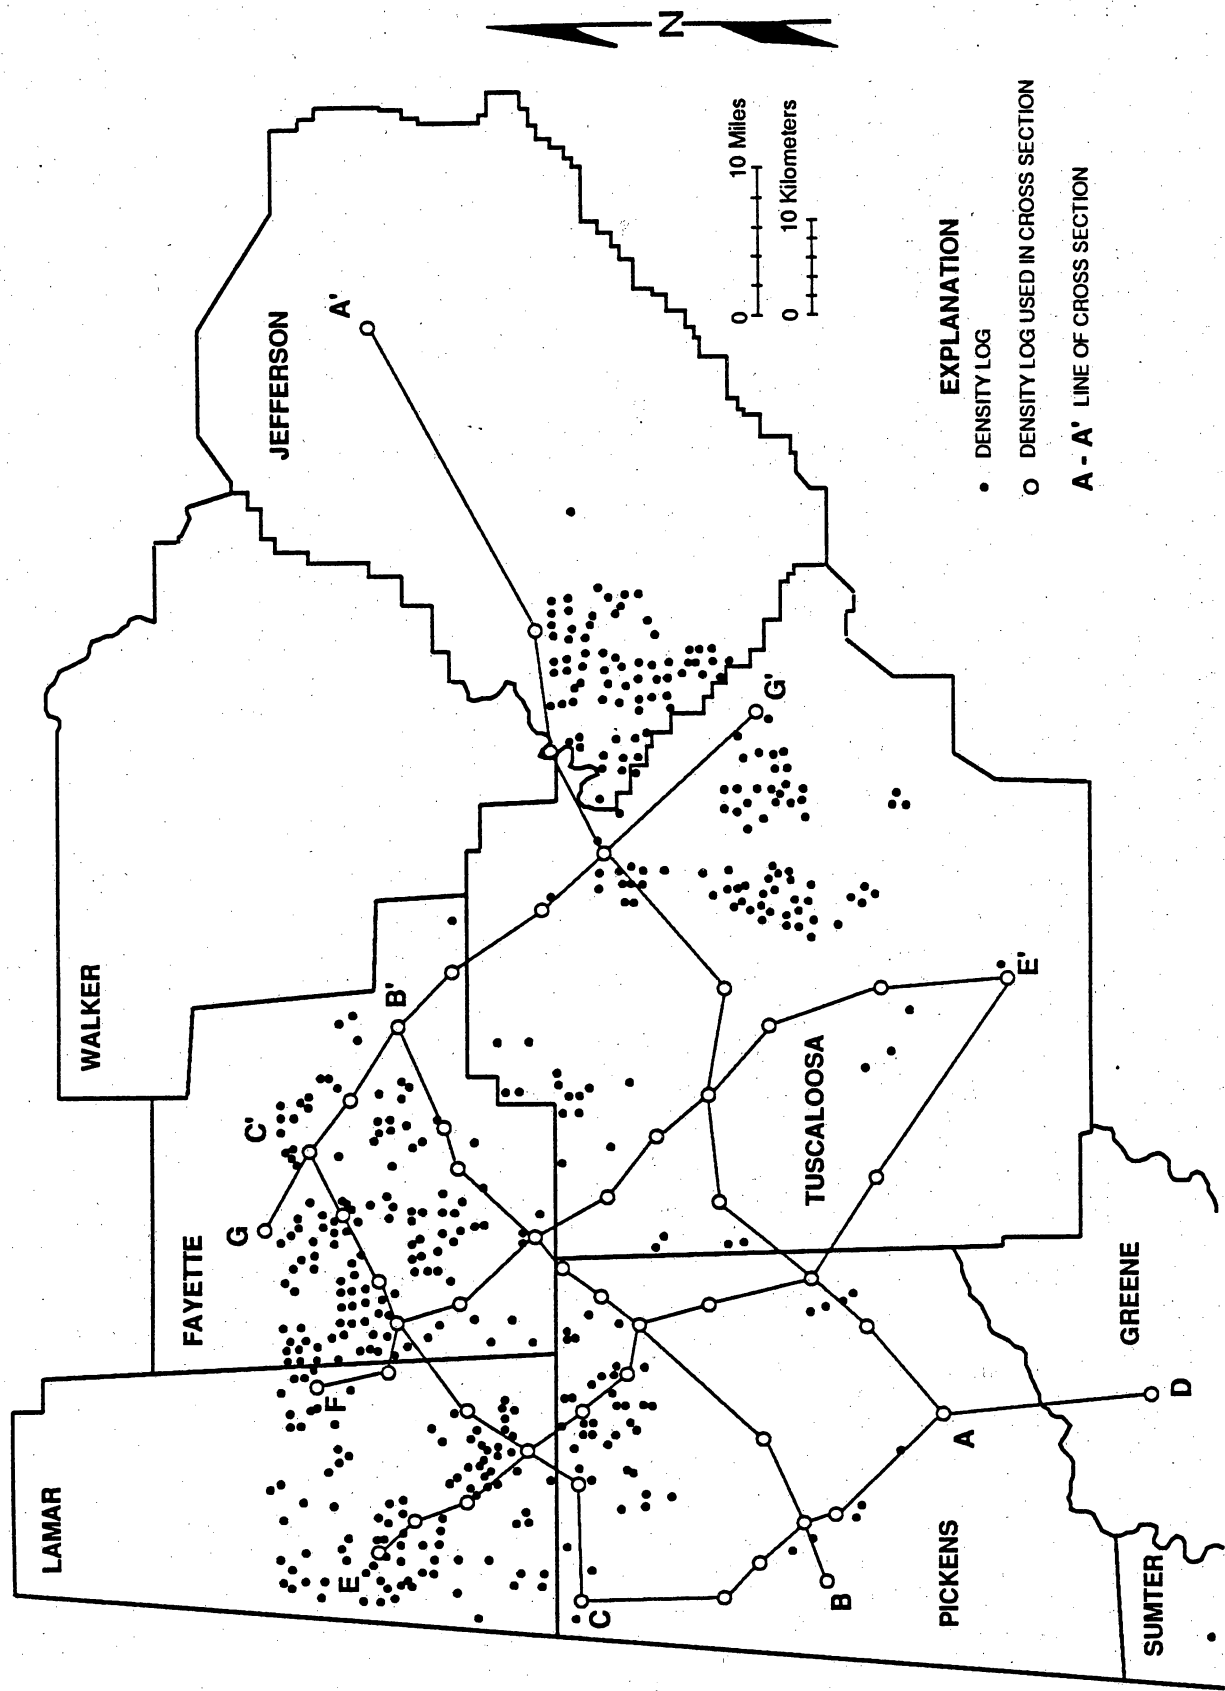 N
10 Miles
0
10 Kilometers
0
EXPLANATION
DENSITY LOG
DENSITY LOG USED IN CROSS SECTION
A - A' LINE OF CROSS SECTION
LAMAR
FAYETTE
WALKER
JEFFERSON
TUSCALOOSA
PICKENS
GREENE
SUMTER
A
A'
B
B'
C
C'
D
E
E'
F
G
G'